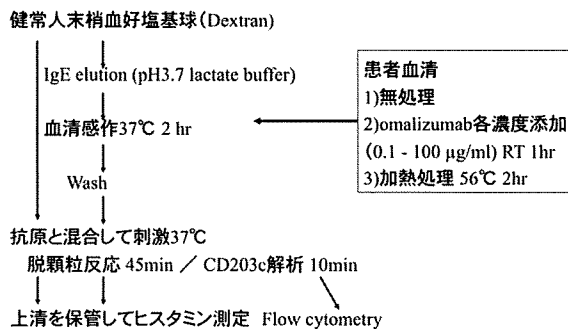 健常人末梢血好塩基球(Dextran)
IgE elution (pH3.7 lactate buffer)
血清感作37℃ 2 hr
Wash
抗原と混合して刺激37℃
脱顆粒反応 45min ／ CD203c解析 10min
上清を保管してヒスタミン測定 Flow cytometry
患者血清
1)無処理
2)omalizumab各濃度添加
(0.1 - 100 μg/ml) RT 1hr
3)加熱処理 56℃ 2hr